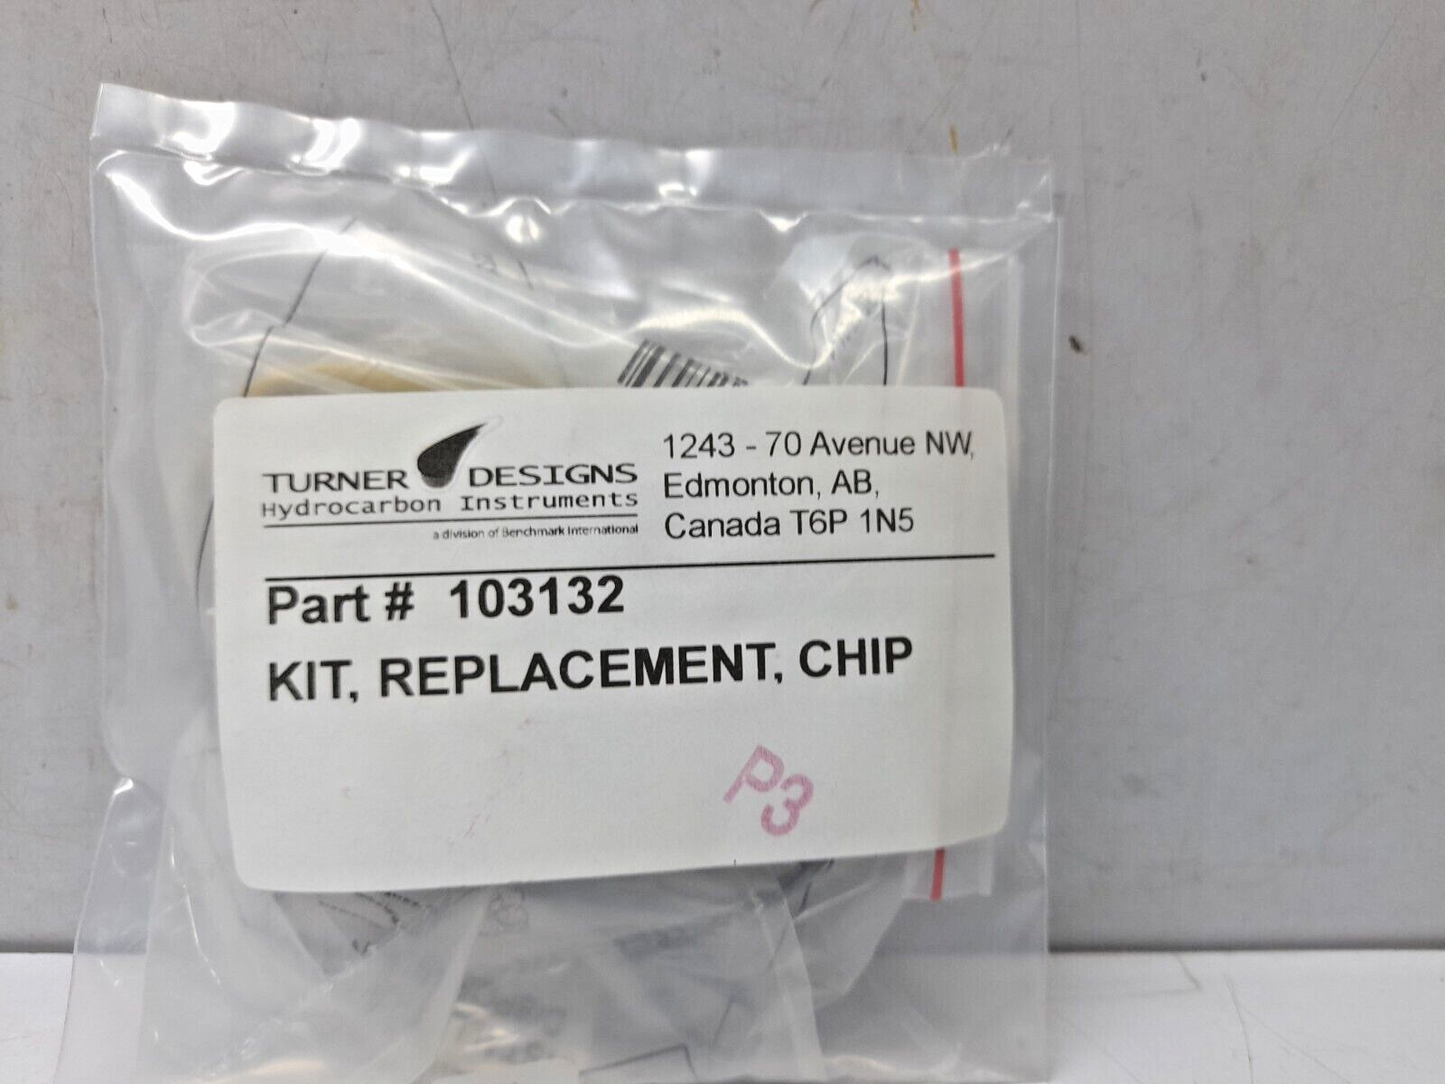 TURNER DESIGNS
Hydrocarbon Instruments
a division of Benchmark International
1243 - 70 Avenue NW,
Edmonton, AB,
Canada T6P 1N5
Part # 103132
KIT, REPLACEMENT, CHIP
P3